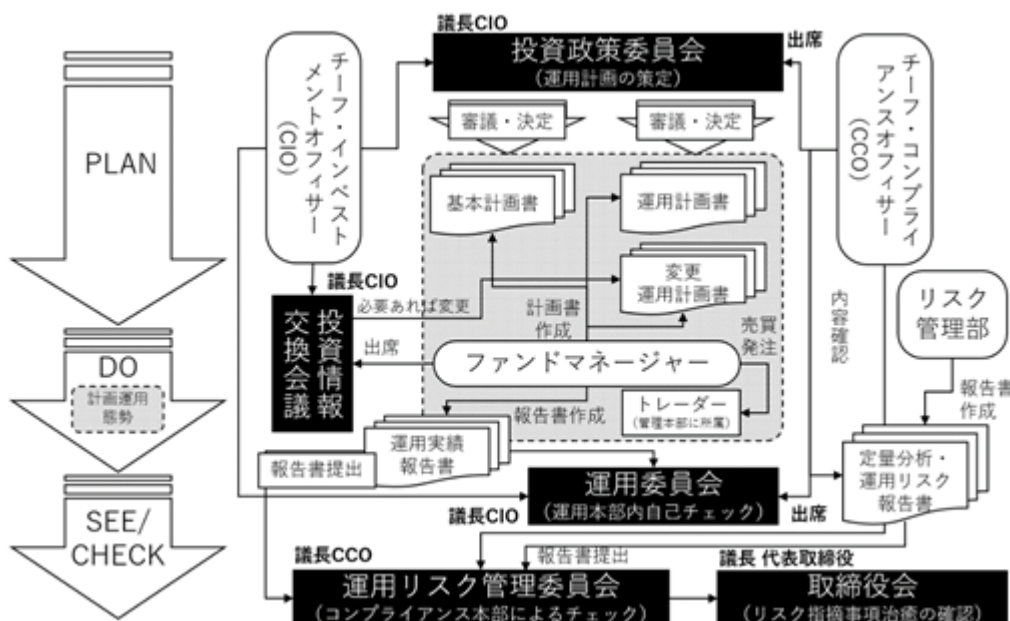 議長CIO
投資政策委員会
(運用計画の策定)
出席
PLAN
チーフ・インベスト
メントオフィサー
(CIO)
チーフ・コンプライ
アンスオフィサー
(CCO)
審議・決定
審議・決定
基本計画書
運用計画書
変更
運用計画書
議長CIO
必要あれば変更
計画書
作成
売買
発注
内容確認
リスク
管理部
投資情報
交換会議
出席
ファンドマネージャー
DO
計画運用
態勢
報告書作成
トレーダー
(管理本部に所属)
報告書
作成
運用実績
報告書
報告書提出
定量分析・
運用リスク
報告書
運用委員会
(運用本部内自己チェック)
議長CIO
出席
SEE/
CHECK
議長CCO
報告書提出
議長 代表取締役
運用リスク管理委員会
(コンプライアンス本部によるチェック)
取締役会
(リスク指摘事項治癒の確認)